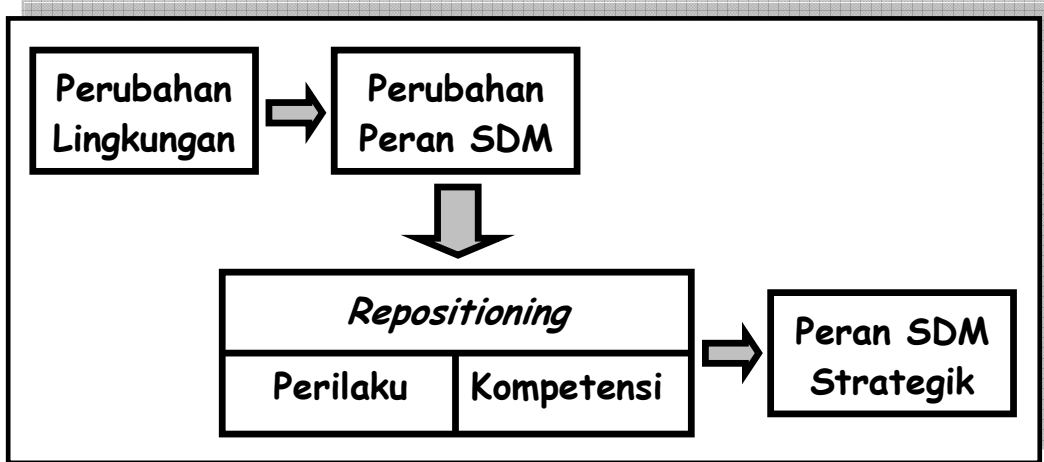 Perubahan
Lingkungan
Perubahan
Peran SDM
Repositioning
Perilaku
Kompetensi
Peran SDM
Strategik